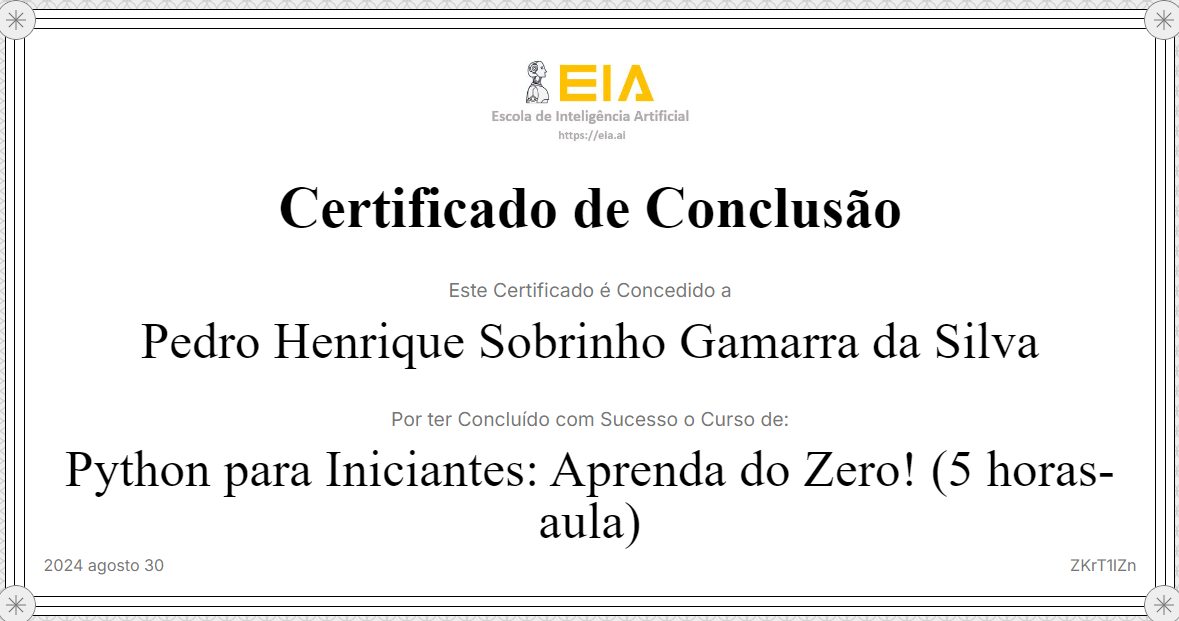 EIA
Escola de Inteligência Artificial
https://eia.ai
Certificado de Conclusão
Este Certificado é Concedido a
Pedro Henrique Sobrinho Gamarra da Silva
Por ter Concluído com Sucesso o Curso de:
Python para Iniciantes: Aprenda do Zero! (5 horas-
aula)
2024 agosto 30
ZKrT1lZn